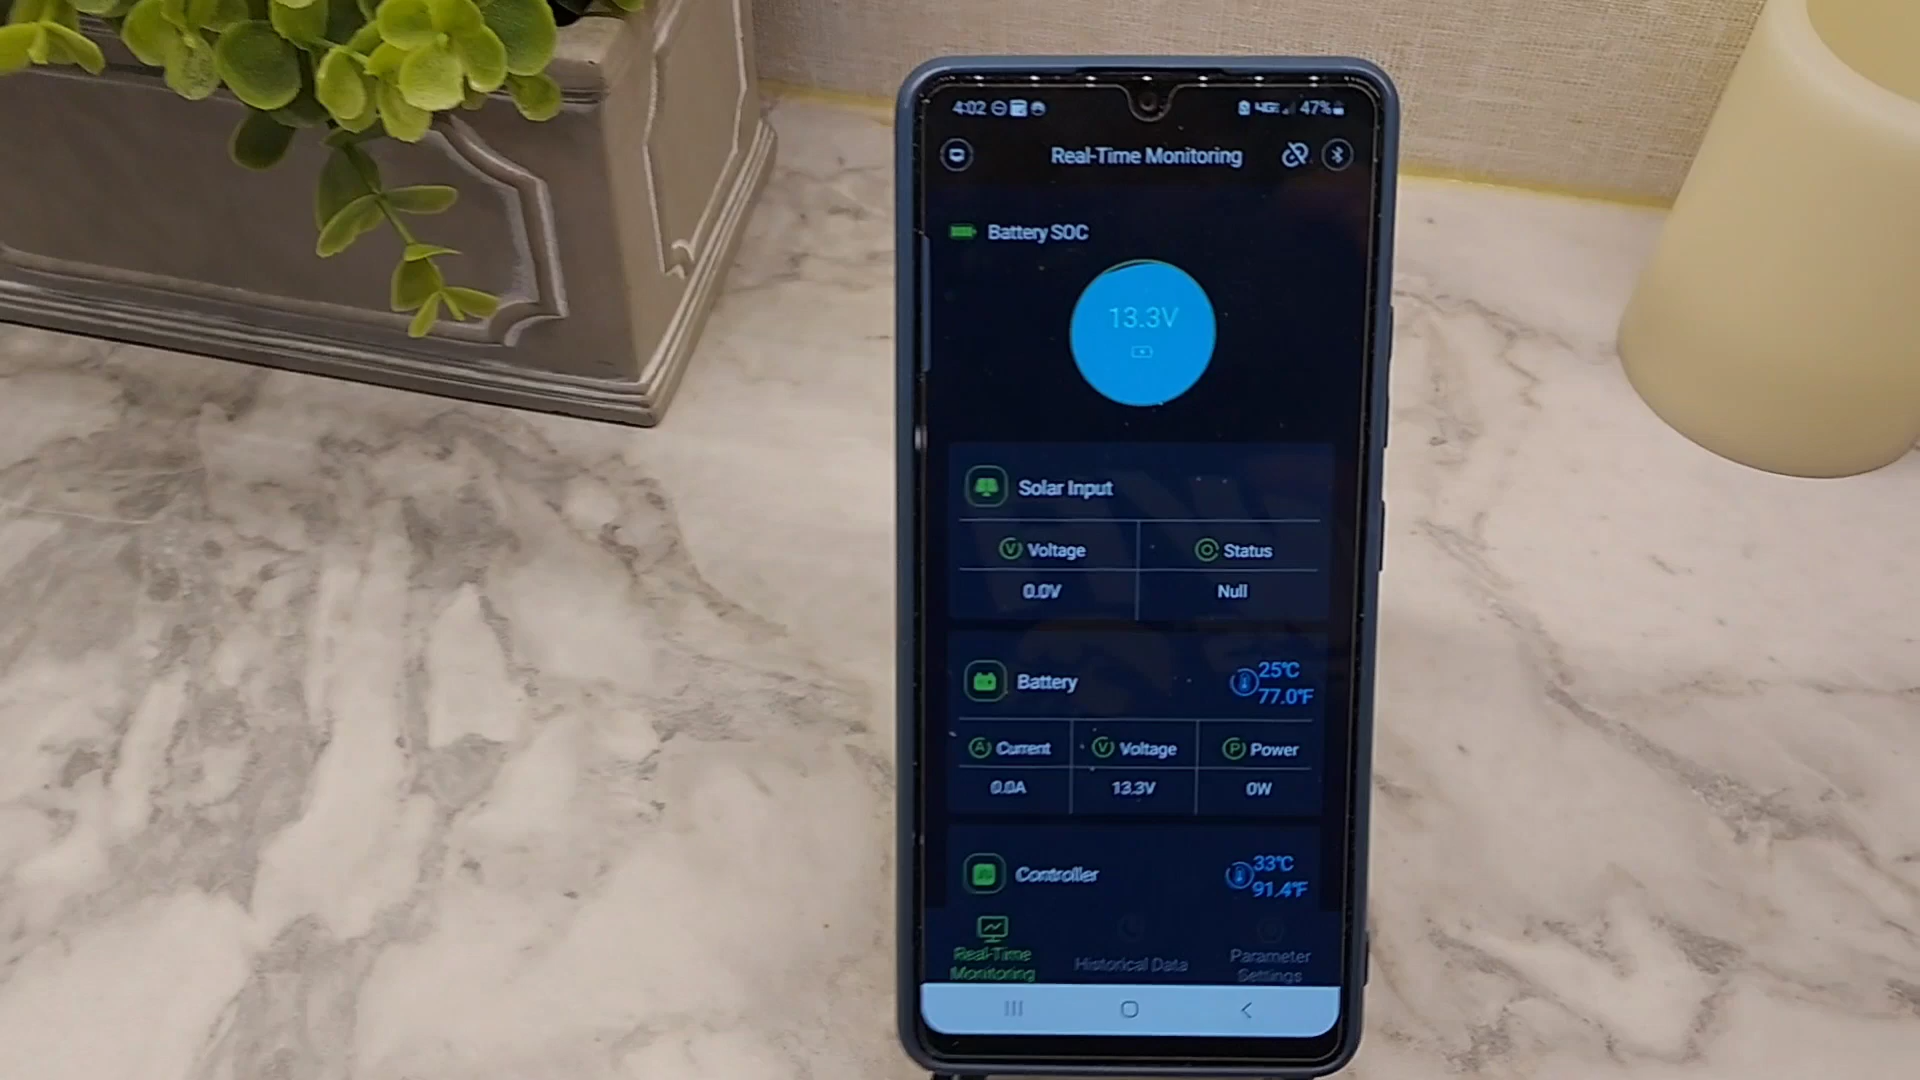 4:02 4GE 47%
Real-Time Monitoring
Battery SOC
13.3V
Solar Input
V Voltage Status
0.0V Null
Battery 25℃
77.0℉
A Current V Voltage P Power
0.0A 13.3V 0W
Controller 33℃
91.4℉
Real-Time Monitoring
Historical Data
Parameter Settings